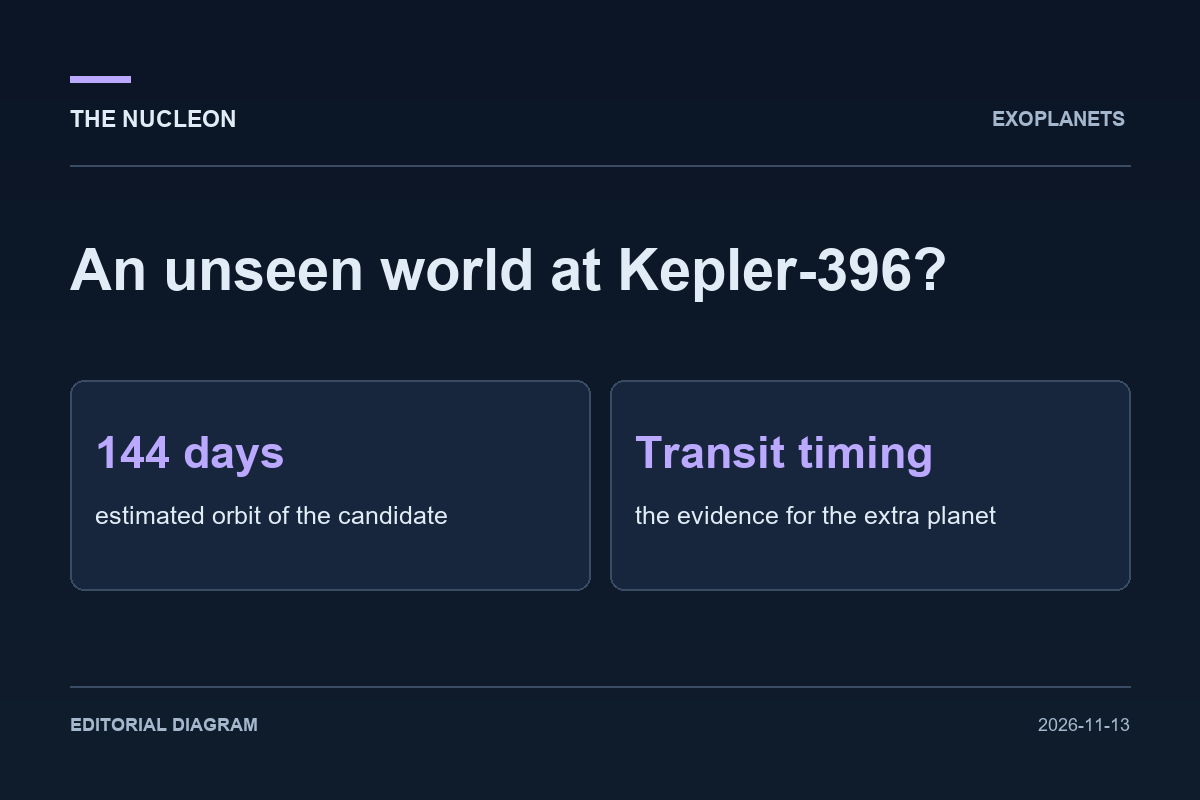 THE NUCLEON
EXOPLANETS
An unseen world at Kepler-396?
144 days
estimated orbit of the candidate
Transit timing
the evidence for the extra planet
EDITORIAL DIAGRAM
2026-11-13